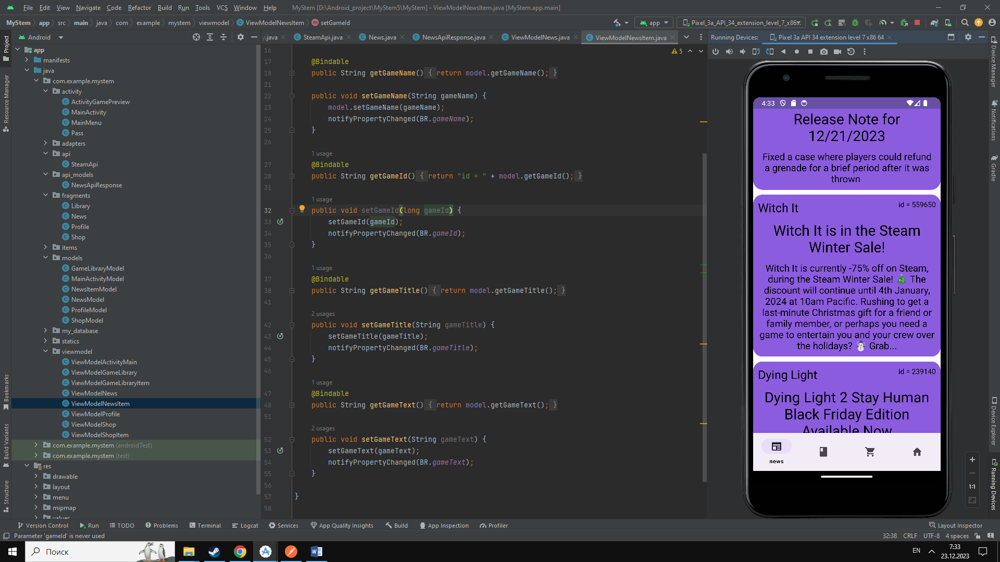 File Edit View Navigate Code Refactor Build Run Tools VCS Window Help MyStem [D:\Android_project\MyStem5\MyStem] - ViewModelNewsItem.java [MyStem.app.main]
MyStem app src main java com example mystem viewmodel ViewModelNewsItem setGameId
app
Pixel_3a_API_34_extension_level_7_x86
Android
y.java SteamApi.java News.java NewsApiResponse.java ViewModelNews.java ViewModelNewsItem.java
Running Devices: Pixel 3a API 34 extension level 7 x86 64
Project
Resource Manager
Bookmarks
Build Variants
Structure
app
manifests
java
com.example.mystem
activity
ActivityGamePreview
MainActivity
MainMenu
Pass
adapters
api
SteamApi
api_models
NewsApiResponse
fragments
Library
News
Profile
Shop
items
models
GameLibraryModel
MainActivityModel
NewsItemModel
NewsModel
ProfileModel
ShopModel
my_database
statics
viewmodel
ViewModelActivityMain
ViewModelGameLibrary
ViewModelGameLibraryItem
ViewModelNews
ViewModelNewsItem
ViewModelProfile
ViewModelShop
ViewModelShopItem
com.example.mystem (androidTest)
com.example.mystem (test)
res
drawable
layout
menu
mipmap
values
5
16
17 @Bindable
18 public String getGameName() { return model.getGameName(); }
21
22 public void setGameName(String gameName) {
23 model.setGameName(gameName);
24 notifyPropertyChanged(BR.gameName);
25 }
26
1 usage
27 @Bindable
28 public String getGameId() { return "id = " + model.getGameId(); }
31
1 usage
32 public void setGameId(long gameId) {
33 setGameId(gameId);
34 notifyPropertyChanged(BR.gameId);
35 }
36
1 usage
37 @Bindable
38 public String getGameTitle() { return model.getGameTitle(); }
41
2 usages
42 public void setGameTitle(String gameTitle) {
43 setGameTitle(gameTitle);
44 notifyPropertyChanged(BR.gameTitle);
45 }
46
1 usage
47 @Bindable
48 public String getGameText() { return model.getGameText(); }
51
2 usages
52 public void setGameText(String gameText) {
53 setGameText(gameText);
54 notifyPropertyChanged(BR.gameText);
55 }
56
57 }
58
4:33
Release Note for
12/21/2023
Fixed a case where players could refund
a grenade for a brief period after it was
thrown
Witch It id = 559650
Witch It is in the Steam
Winter Sale!
Witch It is currently -75% off on Steam,
during the Steam Winter Sale! 🎄 The
discount will continue until 4th January,
2024 at 10am Pacific. Rushing to get a
last-minute Christmas gift for a friend or
family member, or perhaps you need a
game to entertain you and your crew over
the holidays? ☃️ Grab...
Dying Light id = 239140
Dying Light 2 Stay Human
Black Friday Edition
Available Now
news
1:1
Device Manager
Notifications
Gradle
Device Explorer
Running Devices
Version Control Run TODO Problems Terminal Logcat Services App Quality Insights Build App Inspection Profiler Layout Inspector
Parameter 'gameId' is never used 32:38 CRLF UTF-8 4 spaces
Поиск
EN
7:33
23.12.2023